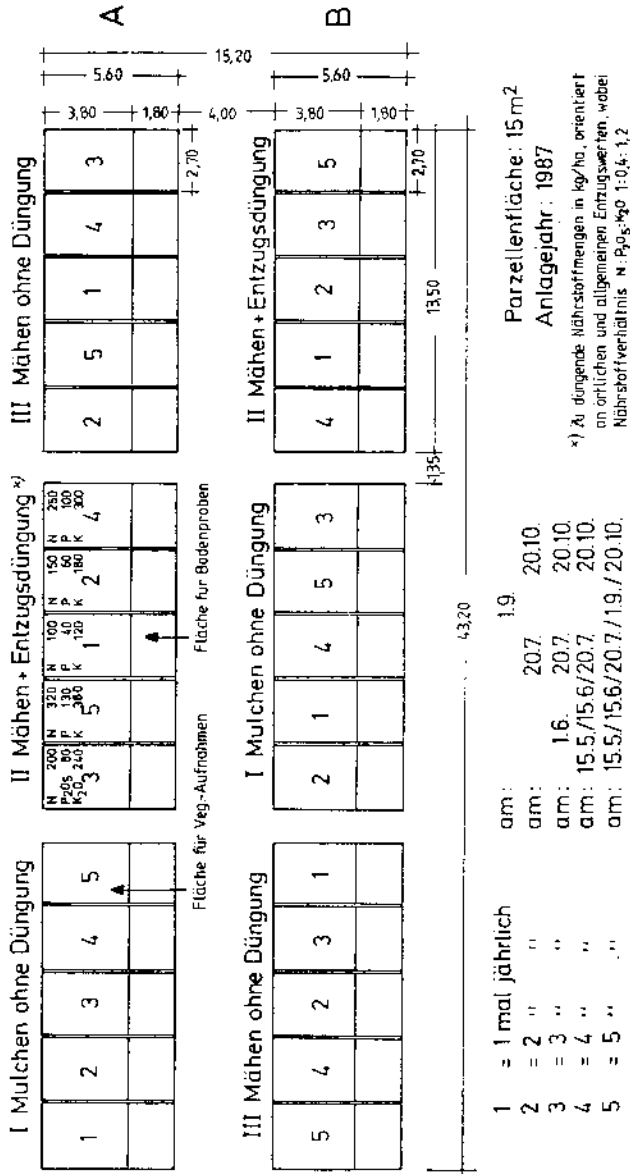 I Mulchen ohne Düngung
II Mähen + Entzugsdüngung *)
III Mähen ohne Düngung
1 2 3 4 5
N 200
P2O5 80
K2O 240
3
N 320
P 130
K 380
5
N 100
P 40
K 120
1
N 150
P 60
K 180
2
N 250
P 100
K 300
4
2 5 1 4 3
A
3,80
1,80
5,60
4,00
15,20
2,70
Fläche für Veg.-Aufnahmen
Fläche für Bodenproben
III Mähen ohne Düngung
I Mulchen ohne Düngung
II Mähen + Entzugsdüngung
5 4 2 3 1
2 1 4 5 3
4 1 2 3 5
B
3,80
1,80
5,60
2,70
1,35
13,50
43,20
1 = 1 mal jährlich am: 1.9.
2 = 2 " " am: 20.7. 20.10.
3 = 3 " " am: 1.6. 20.7. 20.10.
4 = 4 " " am: 15.5./15.6/20.7. 20.10.
5 = 5 " " am: 15.5/15.6/20.7/1.9./20.10.
Parzellenfläche: 15 m²
Anlagejahr: 1987
*) Zu düngende Nährstoffmengen in kg/ha, orientiert
an örtlichen und allgemeinen Entzugswerten, wobei
Nährstoffverhältnis N:P2O5:K2O 1:0,4:1,2